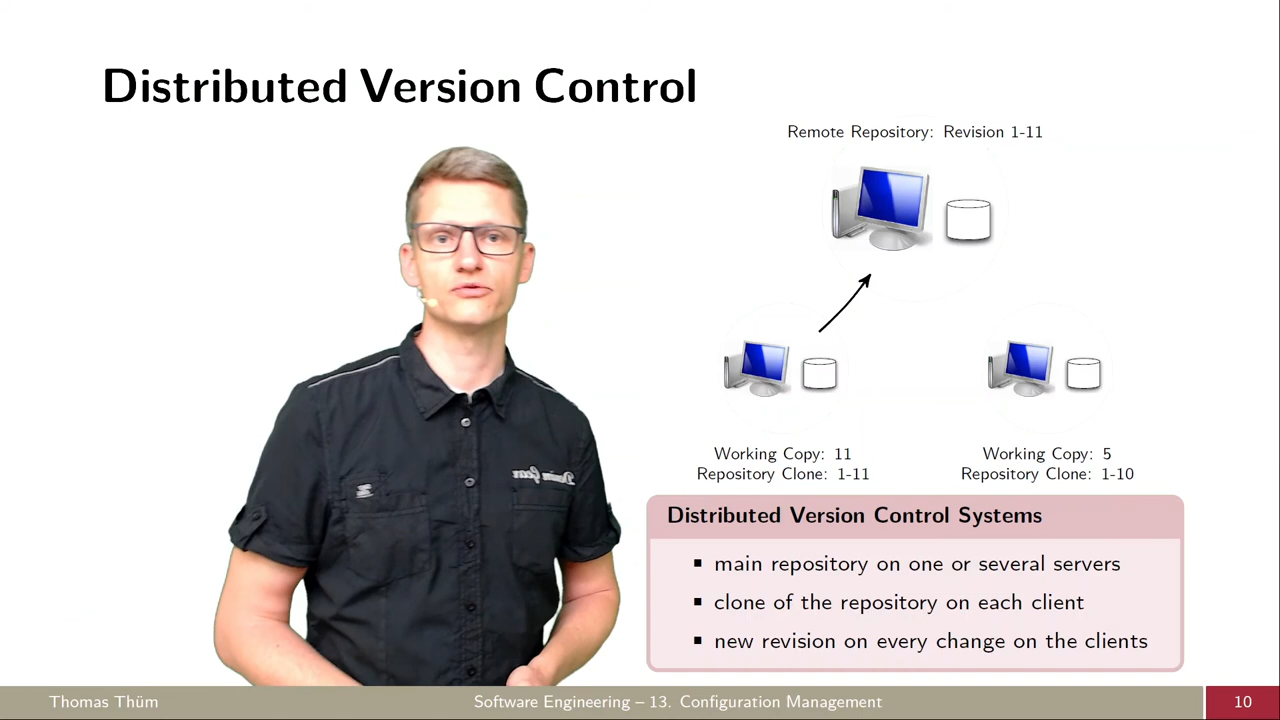 Distributed Version Control
Remote Repository: Revision 1-11
Working Copy: 11
Repository Clone: 1-11
Working Copy: 5
Repository Clone: 1-10
Denim Gear
Distributed Version Control Systems
▪ main repository on one or several servers
▪ clone of the repository on each client
▪ new revision on every change on the clients
Thomas Thüm
Software Engineering – 13. Configuration Management
10